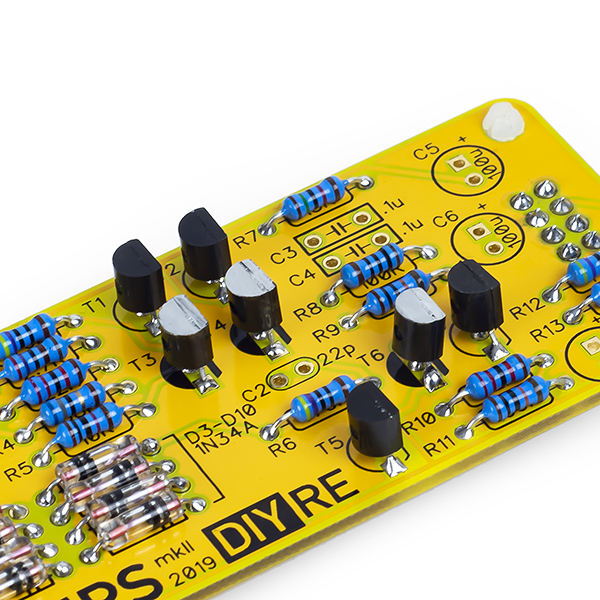 C5
+
100u
R7
C3
.1u
C6
+
100u
.1u
C4
100R
T1
2
R8
4
R9
R12
R13
+
T3
22p
T6
C2
D3-D10
1N34A
R4
R5
R6
T5
R10
R11
DIYRE
PS mkII
2019